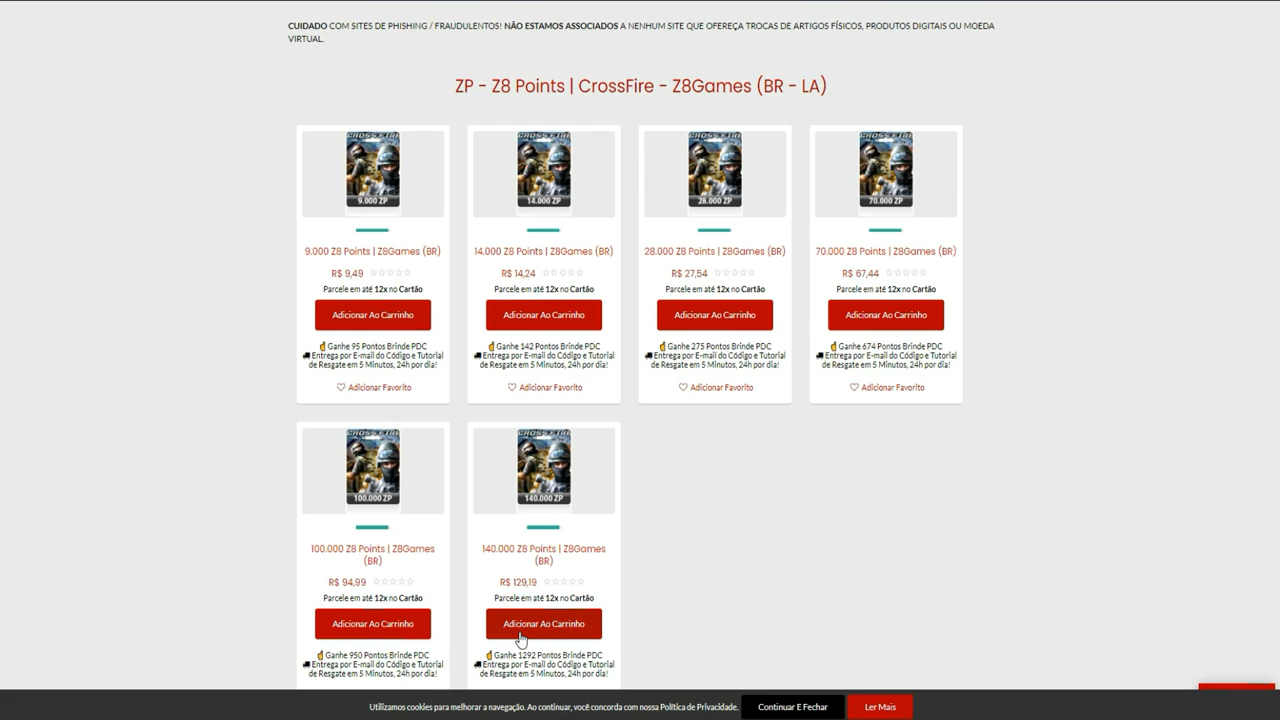 CUIDADO COM SITES DE PHISHING / FRAUDULENTOS! NÃO ESTAMOS ASSOCIADOS A NENHUM SITE QUE OFEREÇA TROCAS DE ARTIGOS FÍSICOS, PRODUTOS DIGITAIS OU MOEDA
VIRTUAL.
ZP - Z8 Points | CrossFire - Z8Games (BR - LA)
CROSSFIRE
9.000 ZP
9.000 Z8 Points | Z8Games (BR)
R$ 9,49
Parcele em até 12x no Cartão
Adicionar Ao Carrinho
Ganhe 95 Pontos Brinde PDC
Entrega por E-mail do Código e Tutorial
de Resgate em 5 Minutos, 24h por dia!
Adicionar Favorito
CROSSFIRE
14.000 ZP
14.000 Z8 Points | Z8Games (BR)
R$ 14,24
Parcele em até 12x no Cartão
Adicionar Ao Carrinho
Ganhe 142 Pontos Brinde PDC
Entrega por E-mail do Código e Tutorial
de Resgate em 5 Minutos, 24h por dia!
Adicionar Favorito
CROSSFIRE
28.000 ZP
28.000 Z8 Points | Z8Games (BR)
R$ 27,54
Parcele em até 12x no Cartão
Adicionar Ao Carrinho
Ganhe 275 Pontos Brinde PDC
Entrega por E-mail do Código e Tutorial
de Resgate em 5 Minutos, 24h por dia!
Adicionar Favorito
CROSSFIRE
70.000 ZP
70.000 Z8 Points | Z8Games (BR)
R$ 67,44
Parcele em até 12x no Cartão
Adicionar Ao Carrinho
Ganhe 674 Pontos Brinde PDC
Entrega por E-mail do Código e Tutorial
de Resgate em 5 Minutos, 24h por dia!
Adicionar Favorito
CROSSFIRE
100.000 ZP
100.000 Z8 Points | Z8Games
(BR)
R$ 94,99
Parcele em até 12x no Cartão
Adicionar Ao Carrinho
Ganhe 950 Pontos Brinde PDC
Entrega por E-mail do Código e Tutorial
de Resgate em 5 Minutos, 24h por dia!
CROSSFIRE
140.000 ZP
140.000 Z8 Points | Z8Games
(BR)
R$ 129,19
Parcele em até 12x no Cartão
Adicionar Ao Carrinho
Ganhe 1292 Pontos Brinde PDC
Entrega por E-mail do Código e Tutorial
de Resgate em 5 Minutos, 24h por dia!
Utilizamos cookies para melhorar a navegação. Ao continuar, você concorda com nossa Política de Privacidade.
Continuar E Fechar
Ler Mais